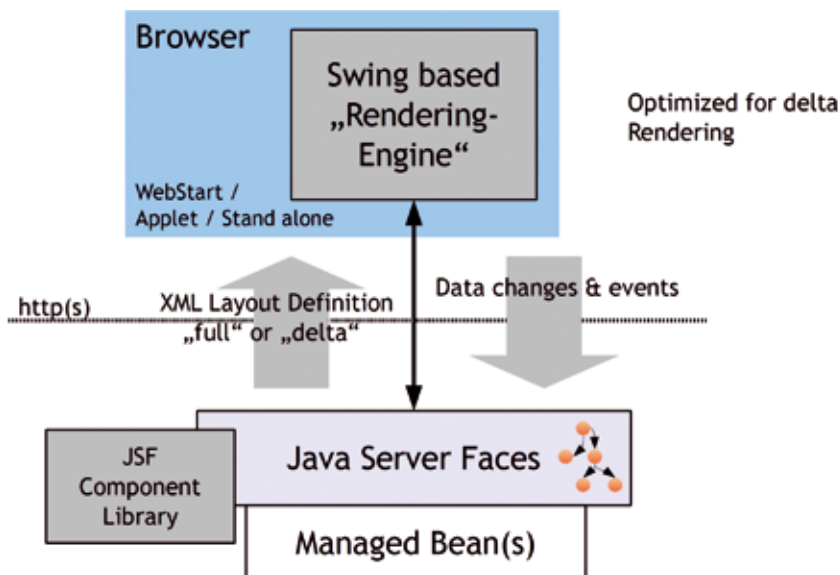 Browser
Swing based
„Rendering-
Engine“
Optimized for delta
Rendering
WebStart /
Applet / Stand alone
http(s)
XML Layout Definition
„full“ or „delta“
Data changes & events
Java Server Faces
JSF
Component
Library
Managed Bean(s)